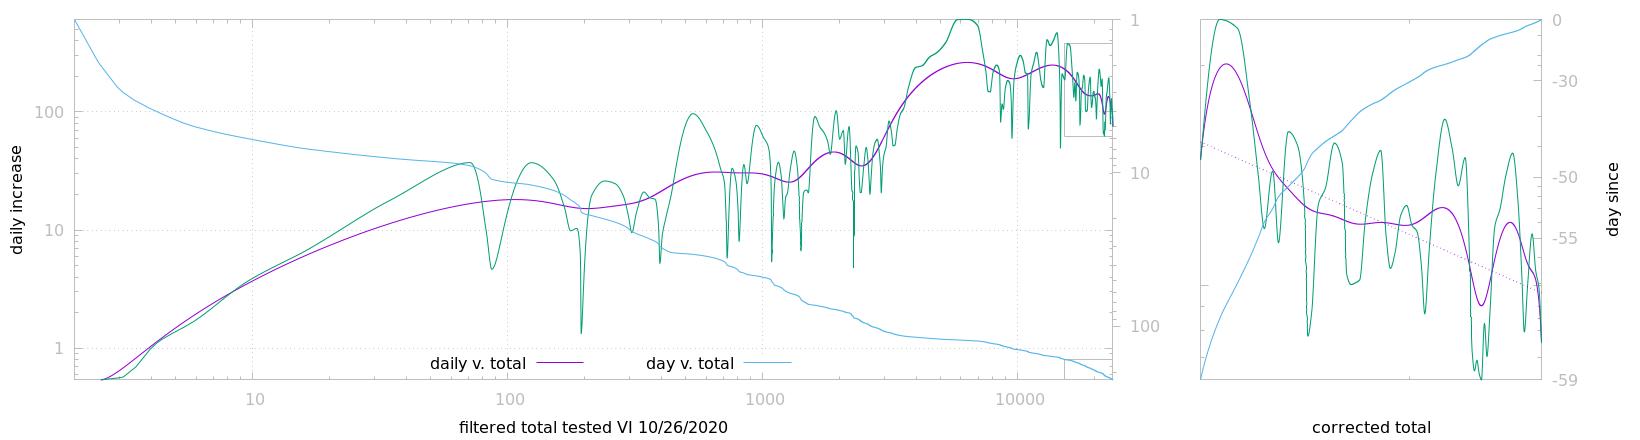 daily increase
100
10
1
10
100
1000
10000
filtered total tested VI 10/26/2020
daily v. total
day v. total
1
10
100
0
-30
-50
-55
-59
day since
corrected total